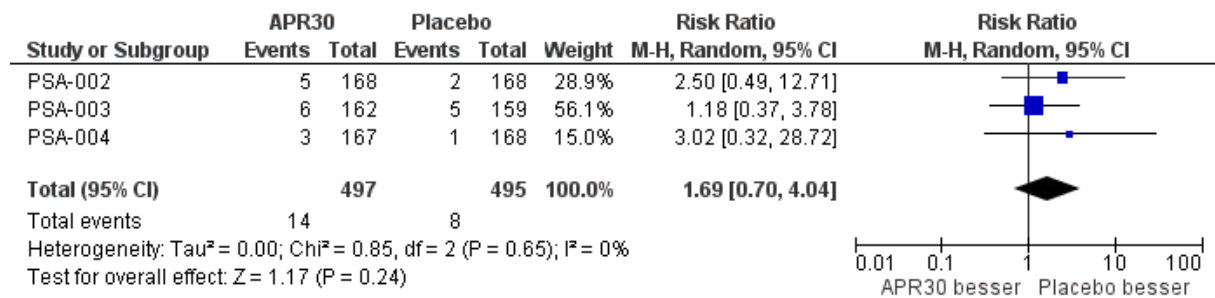 APR30 Placebo Risk Ratio Risk Ratio
Study or Subgroup Events Total Events Total Weight M-H, Random, 95% CI M-H, Random, 95% CI
PSA-002 5 168 2 168 28.9% 2.50 [0.49, 12.71]
PSA-003 6 162 5 159 56.1% 1.18 [0.37, 3.78]
PSA-004 3 167 1 168 15.0% 3.02 [0.32, 28.72]
Total (95% CI) 497 495 100.0% 1.69 [0.70, 4.04]
Total events 14 8
Heterogeneity: Tau² = 0.00; Chi² = 0.85, df = 2 (P = 0.65); I² = 0%
Test for overall effect: Z = 1.17 (P = 0.24)
0.01 0.1 1 10 100
APR30 besser Placebo besser